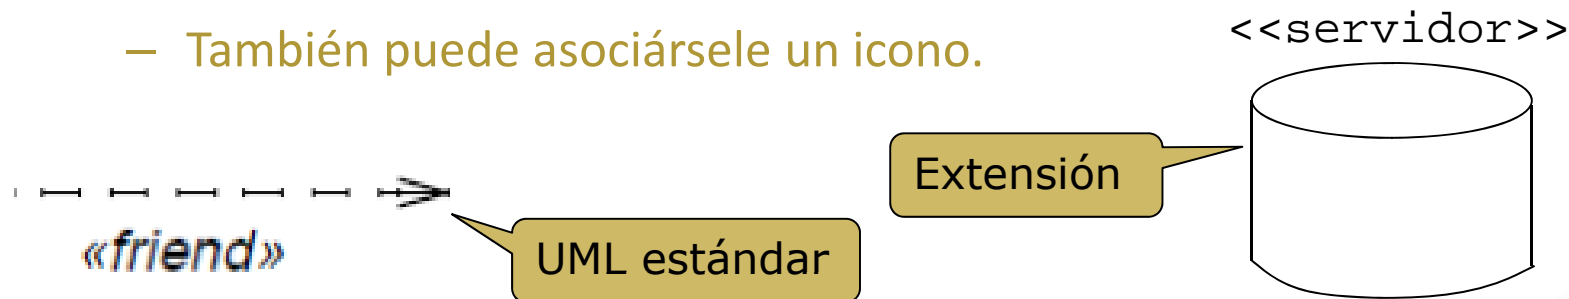 <<servidor>>
– También puede asociársele un icono.
Extensión
«friend»
UML estándar